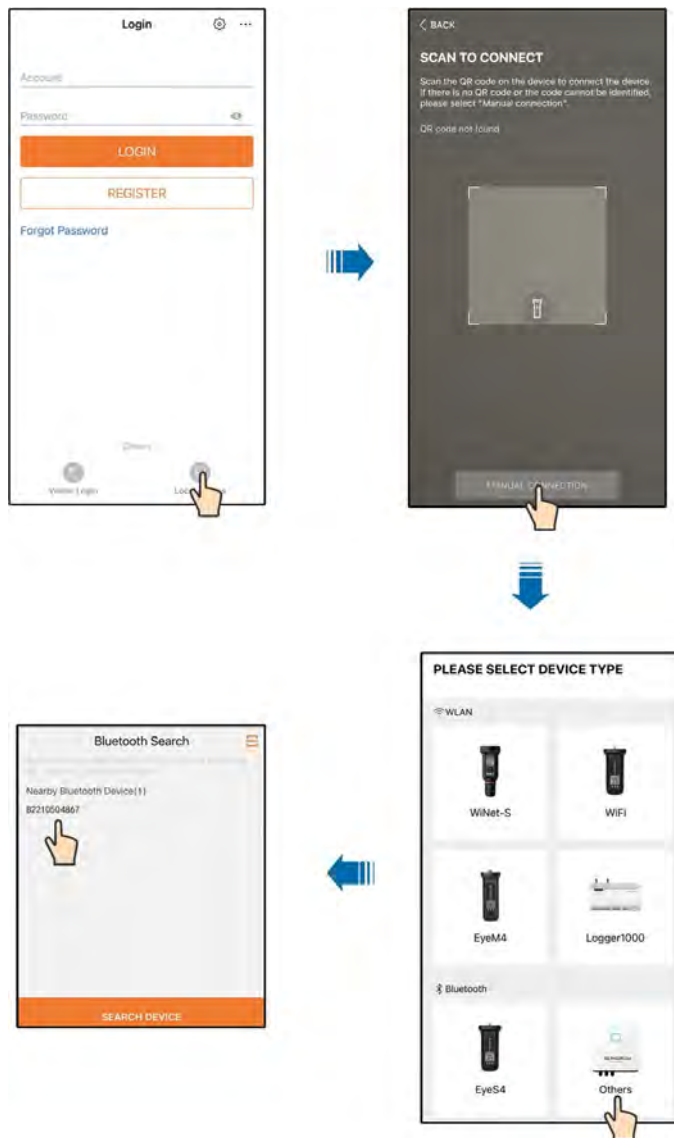 Login
Account
Password
LOGIN
REGISTER
Forgot Password
Others
Visitor Login
BACK
SCAN TO CONNECT
Scan the QR code on the device to connect the device.
If there is no QR code or the code cannot be identified,
please select "Manual connection".
QR code not found
MANUAL CONNECTION
PLEASE SELECT DEVICE TYPE
WLAN
WiNet-S
WiFi
EyeM4
Logger1000
Bluetooth
EyeS4
Others
Bluetooth Search
Nearby Bluetooth Device(1)
B2210504867
SEARCH DEVICE